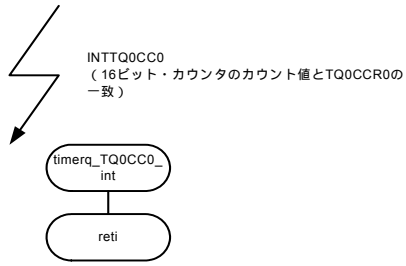 INTTQ0CC0
（16ビット・カウンタのカウント値とTQ0CCR0の
一致）
timerq_TQ0CC0_
int
reti